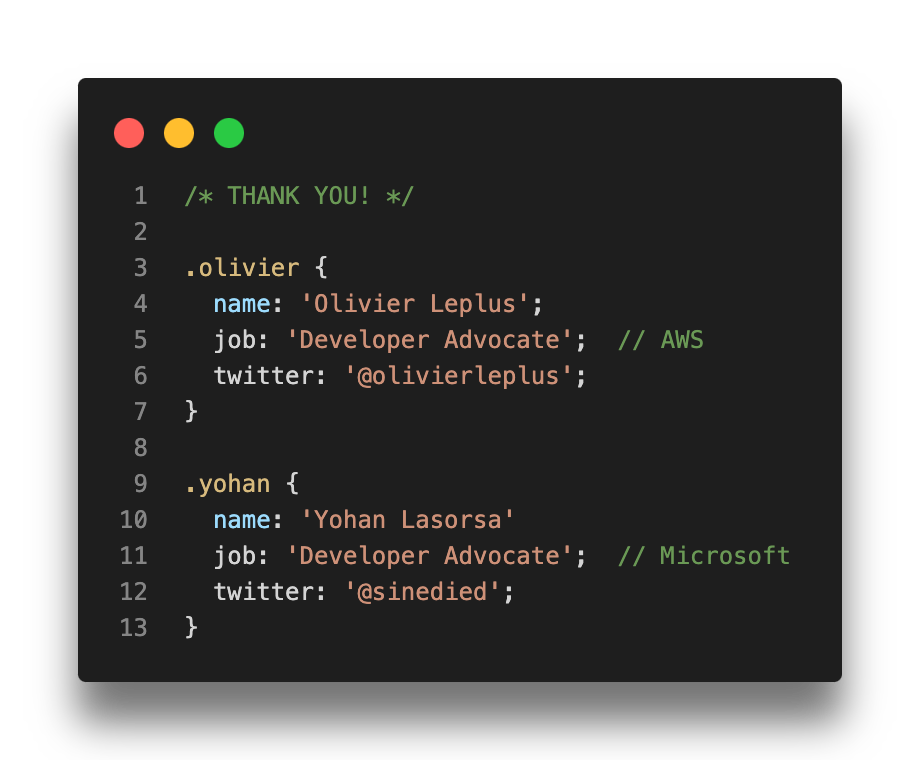 1 /* THANK YOU! */
2
3 .olivier {
4   name: 'Olivier Leplus';
5   job: 'Developer Advocate';  // AWS
6   twitter: '@olivierleplus';
7 }
8
9 .yohan {
10   name: 'Yohan Lasorsa'
11   job: 'Developer Advocate';  // Microsoft
12   twitter: '@sinedied';
13 }